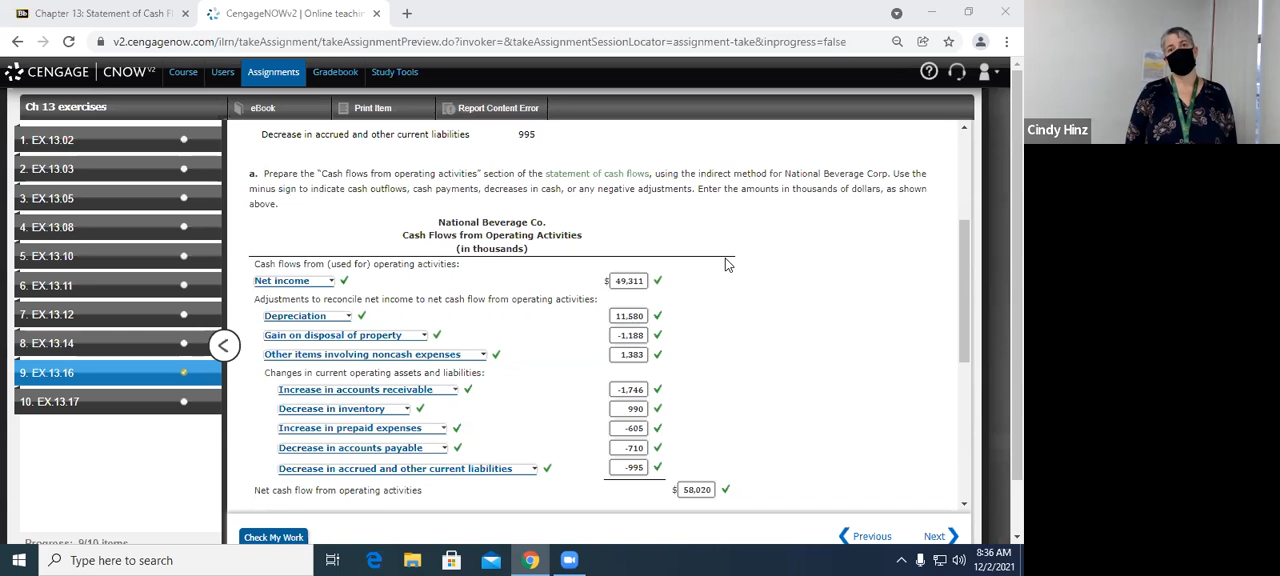 Chapter 13: Statement of Cash F
CengageNOWv2 | Online teachin
v2.cengagenow.com/ilrn/takeAssignment/takeAssignmentPreview.do?invoker=&takeAssignmentSessionLocator=assignment-take&inprogress=false
CENGAGE | CNOWv2 Course Users Assignments Gradebook Study Tools
Ch 13 exercises
eBook Print Item Report Content Error
1. EX.13.02
2. EX.13.03
3. EX.13.05
4. EX.13.08
5. EX.13.10
6. EX.13.11
7. EX.13.12
8. EX.13.14
9. EX.13.16
10. EX.13.17
Progress: 9/10 items
Decrease in accrued and other current liabilities 995
a. Prepare the "Cash flows from operating activities" section of the statement of cash flows, using the indirect method for National Beverage Corp. Use the
minus sign to indicate cash outflows, cash payments, decreases in cash, or any negative adjustments. Enter the amounts in thousands of dollars, as shown
above.
National Beverage Co.
Cash Flows from Operating Activities
(in thousands)
Cash flows from (used for) operating activities:
Net income $ 49,311
Adjustments to reconcile net income to net cash flow from operating activities:
Depreciation 11,580
Gain on disposal of property -1,188
Other items involving noncash expenses 1,383
Changes in current operating assets and liabilities:
Increase in accounts receivable -1,746
Decrease in inventory 990
Increase in prepaid expenses -605
Decrease in accounts payable -710
Decrease in accrued and other current liabilities -995
Net cash flow from operating activities $ 58,020
Check My Work Previous Next
Cindy Hinz
Type here to search
8:36 AM
12/2/2021